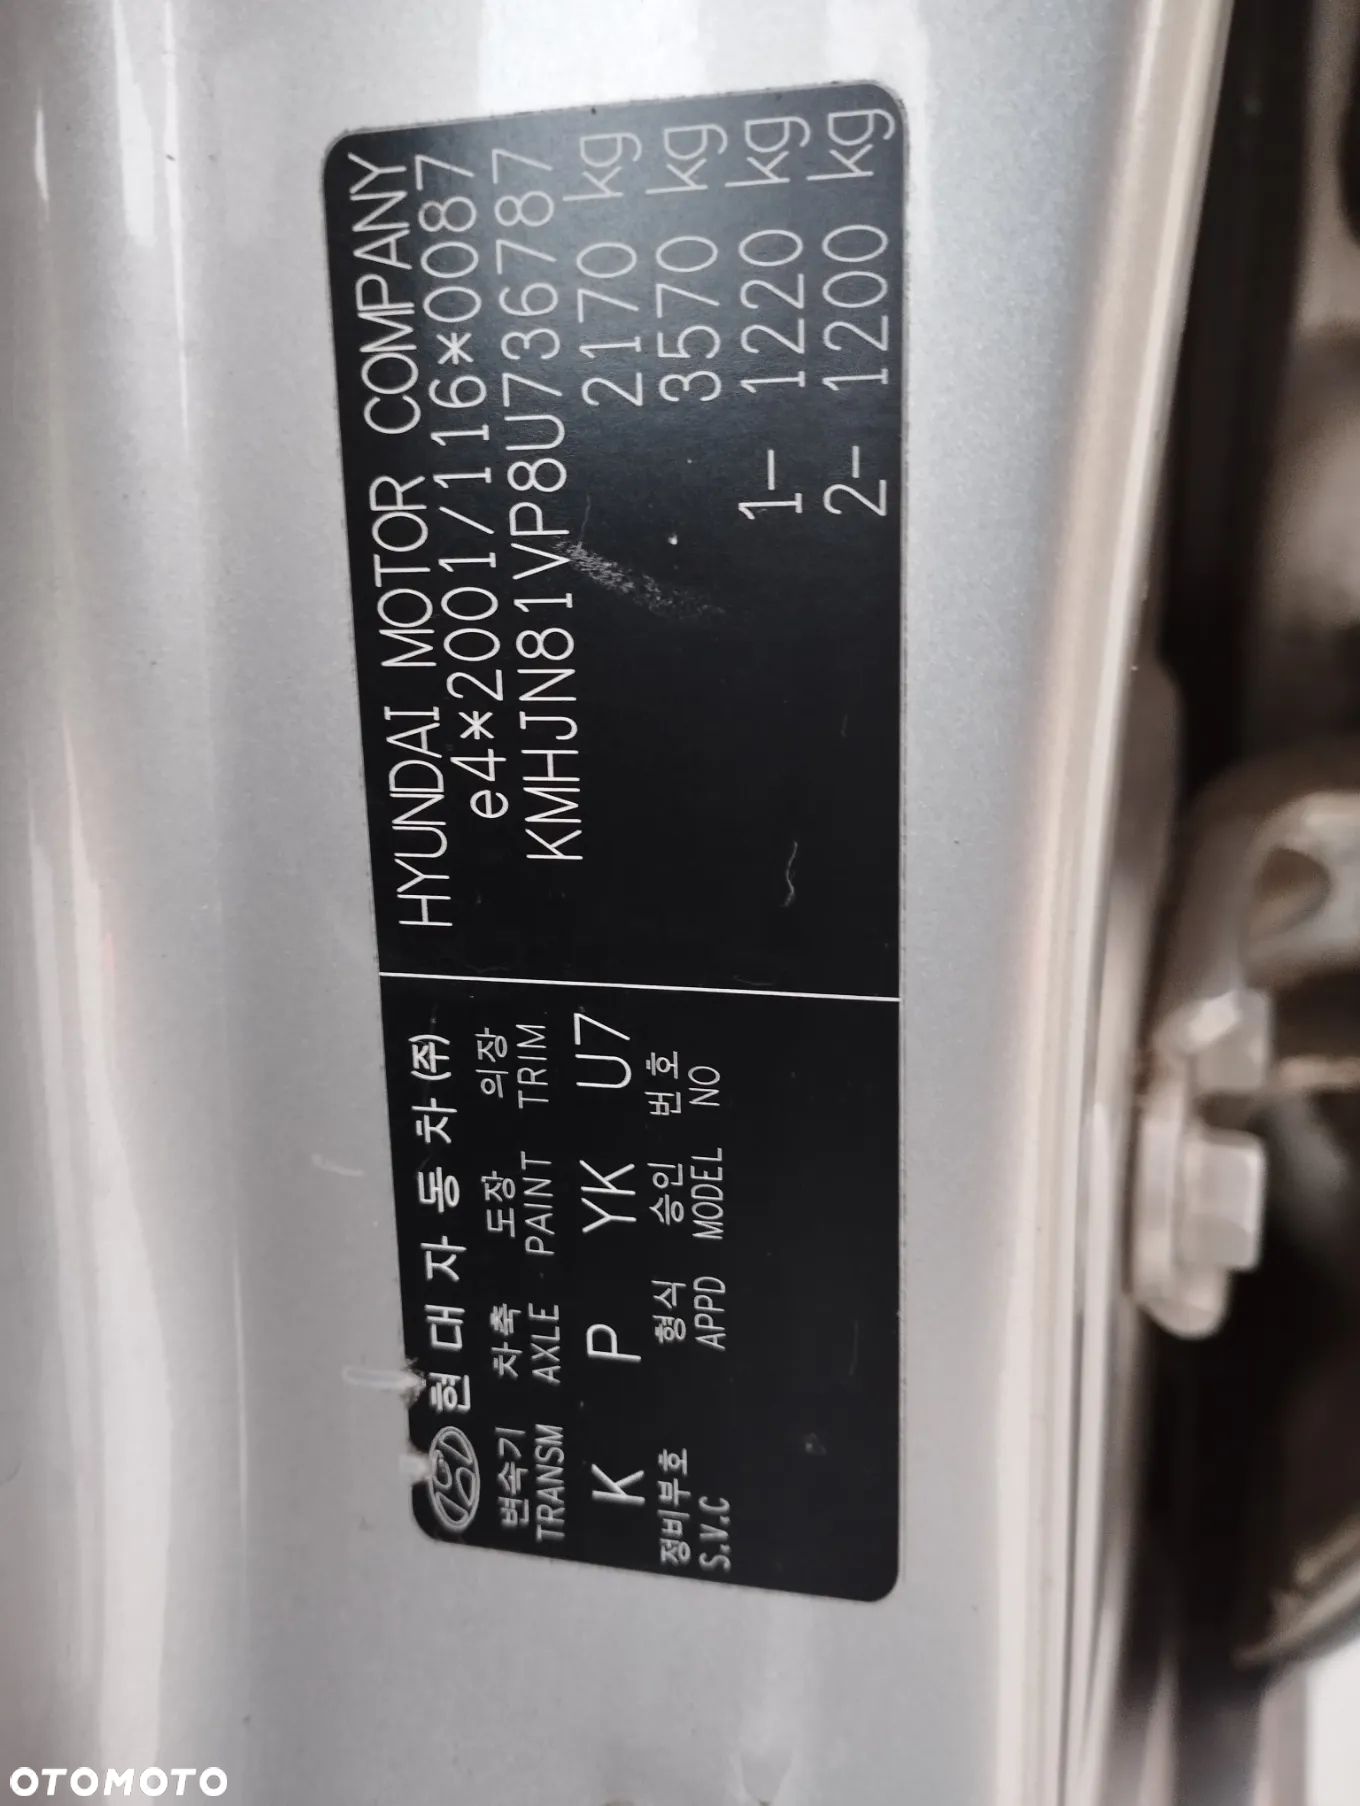 현대자동차(주)
변속기 차축 도장 의장
TRANSM AXLE PAINT TRIM
K P YK U7
정비부호 형식 승인 번호
S.V.C APPD MODEL NO
HYUNDAI MOTOR COMPANY
e4*2001/116*0087
KMHJN81VP8U736787
2170 kg
3570 kg
1- 1220 kg
2- 1200 kg
OTOMOTO